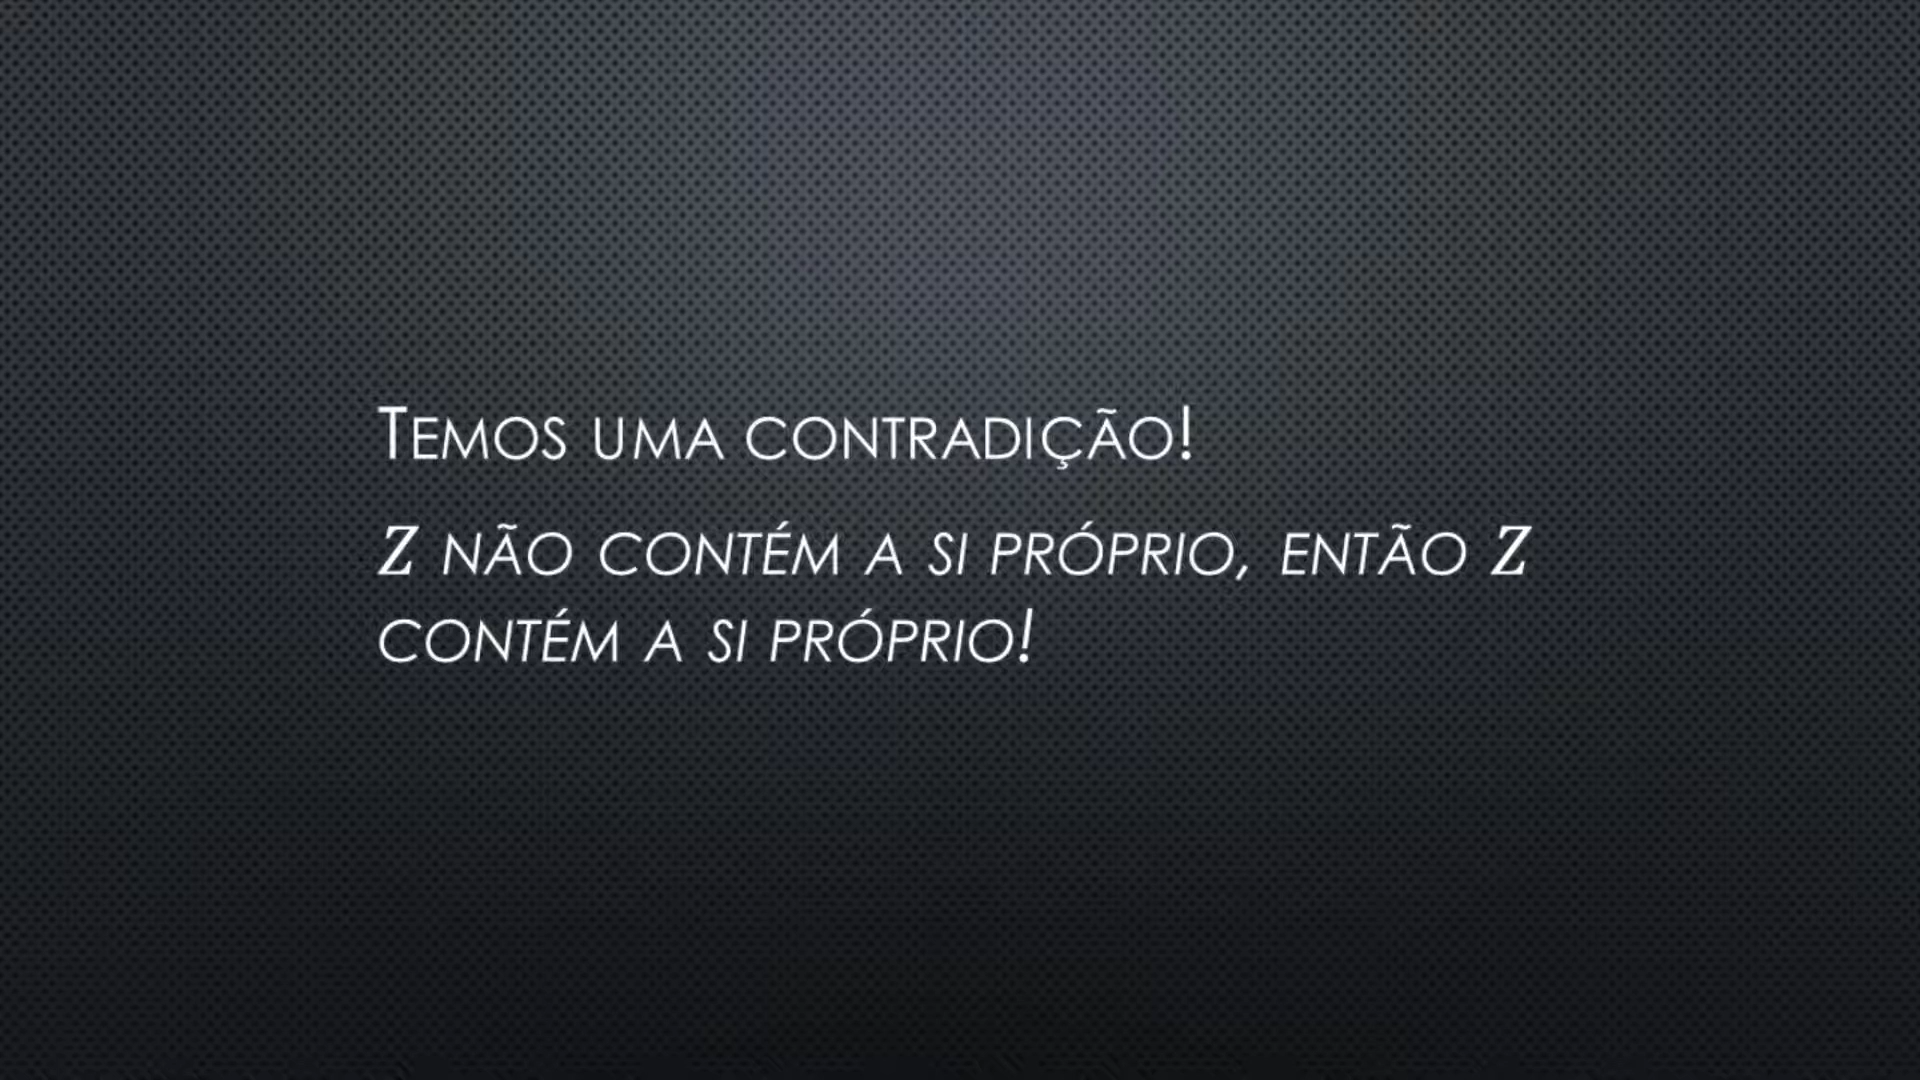 Temos uma contradição!
Z não contém a si próprio, então Z
contém a si próprio!